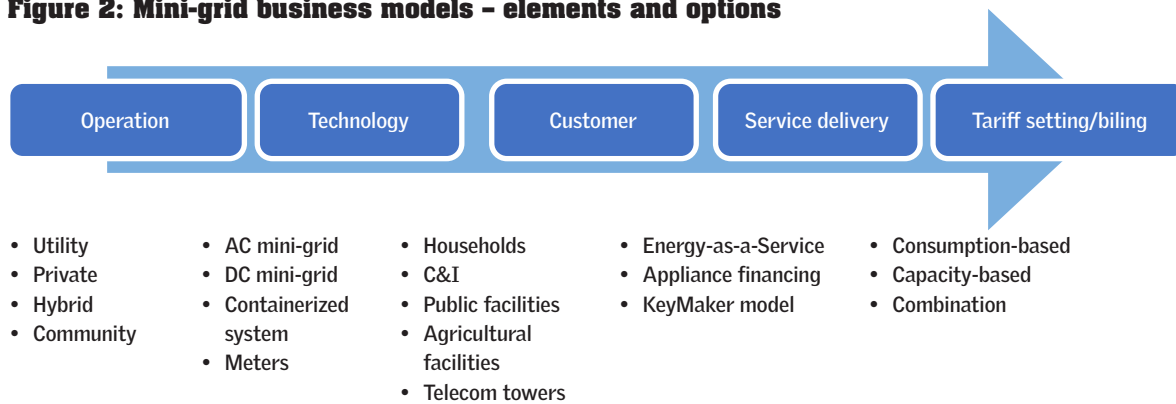 Figure 2: Mini-grid business models – elements and options
Operation
Technology
Customer
Service delivery
Tariff setting/biling
• Utility
• Private
• Hybrid
• Community
• AC mini-grid
• DC mini-grid
• Containerized
system
• Meters
• Households
• C&I
• Public facilities
• Agricultural
facilities
• Telecom towers
• Energy-as-a-Service
• Appliance financing
• KeyMaker model
• Consumption-based
• Capacity-based
• Combination